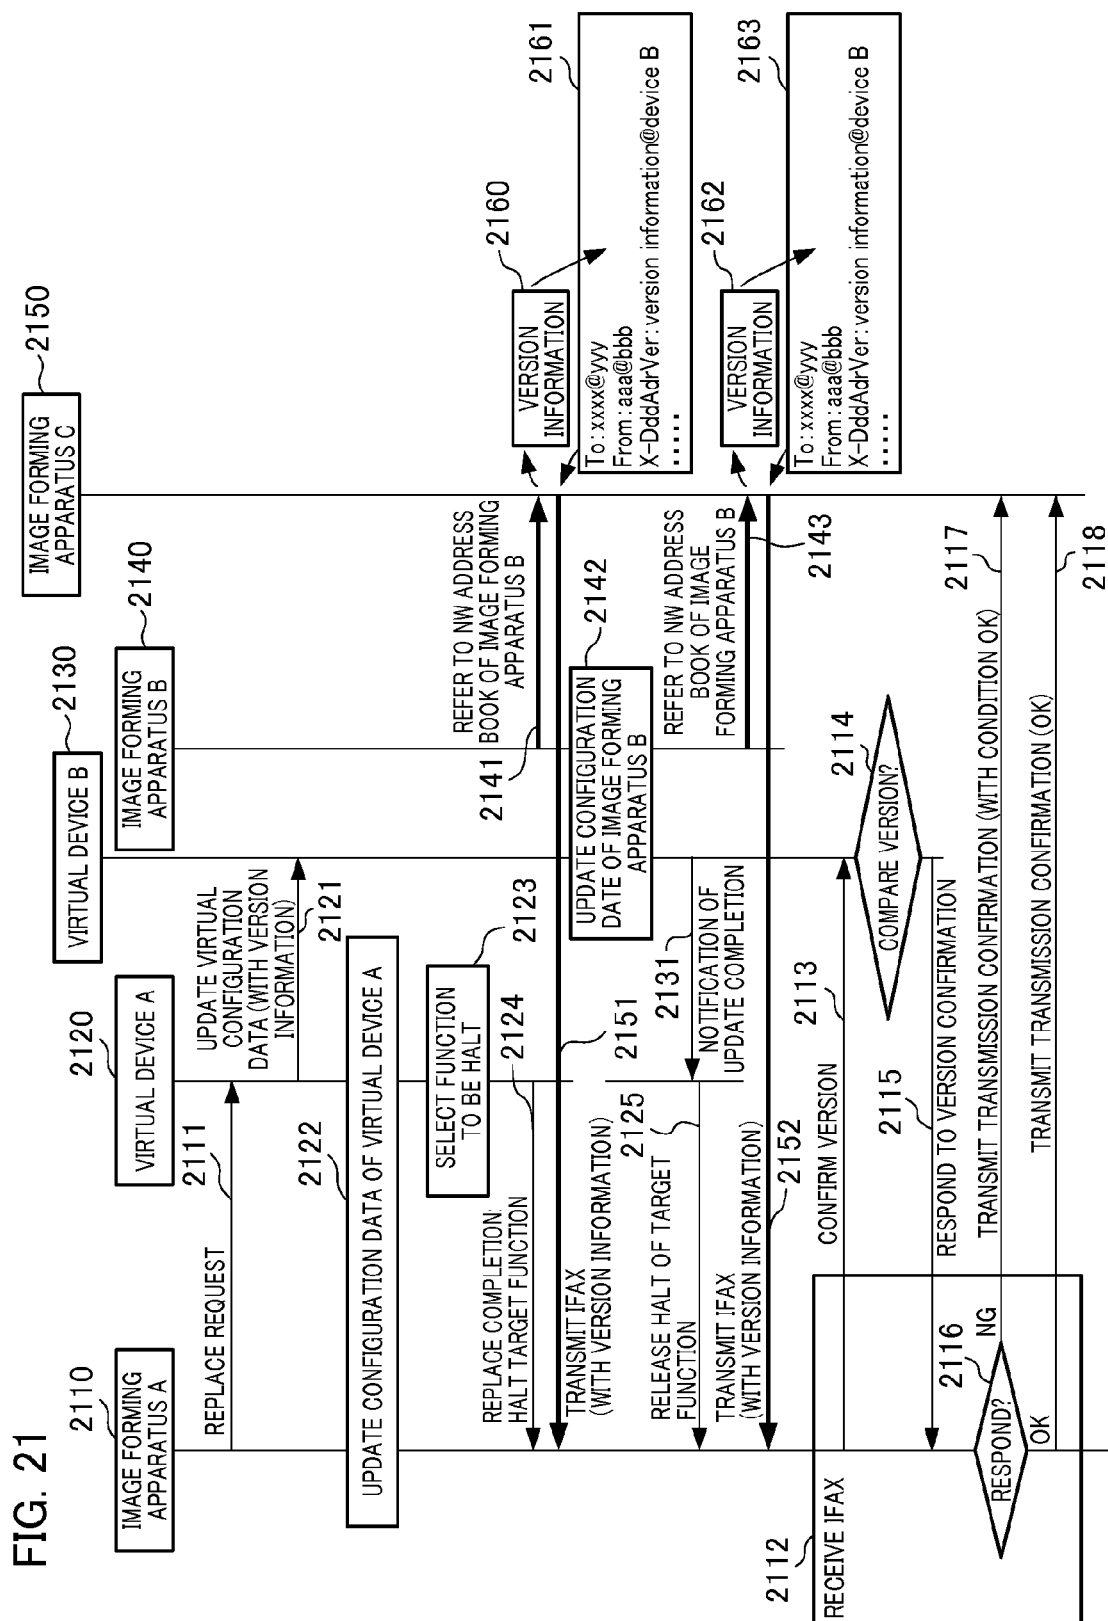 FIG. 21
2110
IMAGE FORMING
APPARATUS A
2120
VIRTUAL DEVICE A
2130
VIRTUAL DEVICE B
2140
IMAGE FORMING
APPARATUS B
2150
IMAGE FORMING
APPARATUS C
REPLACE REQUEST
2111
UPDATE VIRTUAL
CONFIGURATION
DATA (WITH VERSION
INFORMATION)
2121
2122
UPDATE CONFIGURATION DATA OF VIRTUAL DEVICE A
SELECT FUNCTION
TO BE HALT
2123
REPLACE COMPLETION:
HALT TARGET FUNCTION
2124
REFER TO NW ADDRESS
BOOK OF IMAGE FORMING
APPARATUS B
2141
VERSION
INFORMATION
2160
TRANSMIT IFAX
(WITH VERSION INFORMATION)
2151
To:xxxx@yyy
From:aaa@bbb
X-DddAdrVer:version information@device B
.....
2161
UPDATE CONFIGURATION
DATE OF IMAGE FORMING
APPARATUS B
2142
2131
NOTIFICATION OF
UPDATE COMPLETION
RELEASE HALT OF TARGET
FUNCTION
2125
REFER TO NW ADDRESS
BOOK OF IMAGE
FORMING APPARATUS B
2143
VERSION
INFORMATION
2162
TRANSMIT IFAX
(WITH VERSION INFORMATION)
2152
To:xxxx@yyy
From:aaa@bbb
X-DddAdrVer:version information@device B
.....
2163
2112
RECEIVE IFAX
CONFIRM VERSION
2113
COMPARE VERSION?
2114
2115
RESPOND TO VERSION CONFIRMATION
RESPOND?
2116
NG
TRANSMIT TRANSMISSION CONFIRMATION (WITH CONDITION OK)
2117
OK
TRANSMIT TRANSMISSION CONFIRMATION (OK)
2118